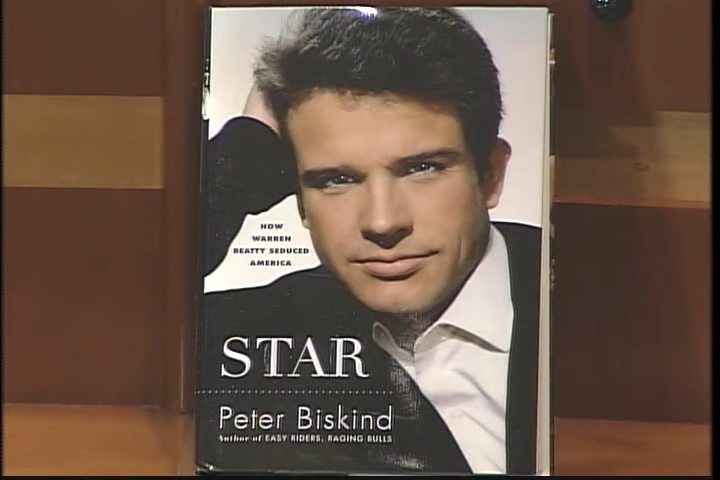 HOW
WARREN
BEATTY SEDUCED
AMERICA
STAR
Peter Biskind
Author of EASY RIDERS, RAGING BULLS